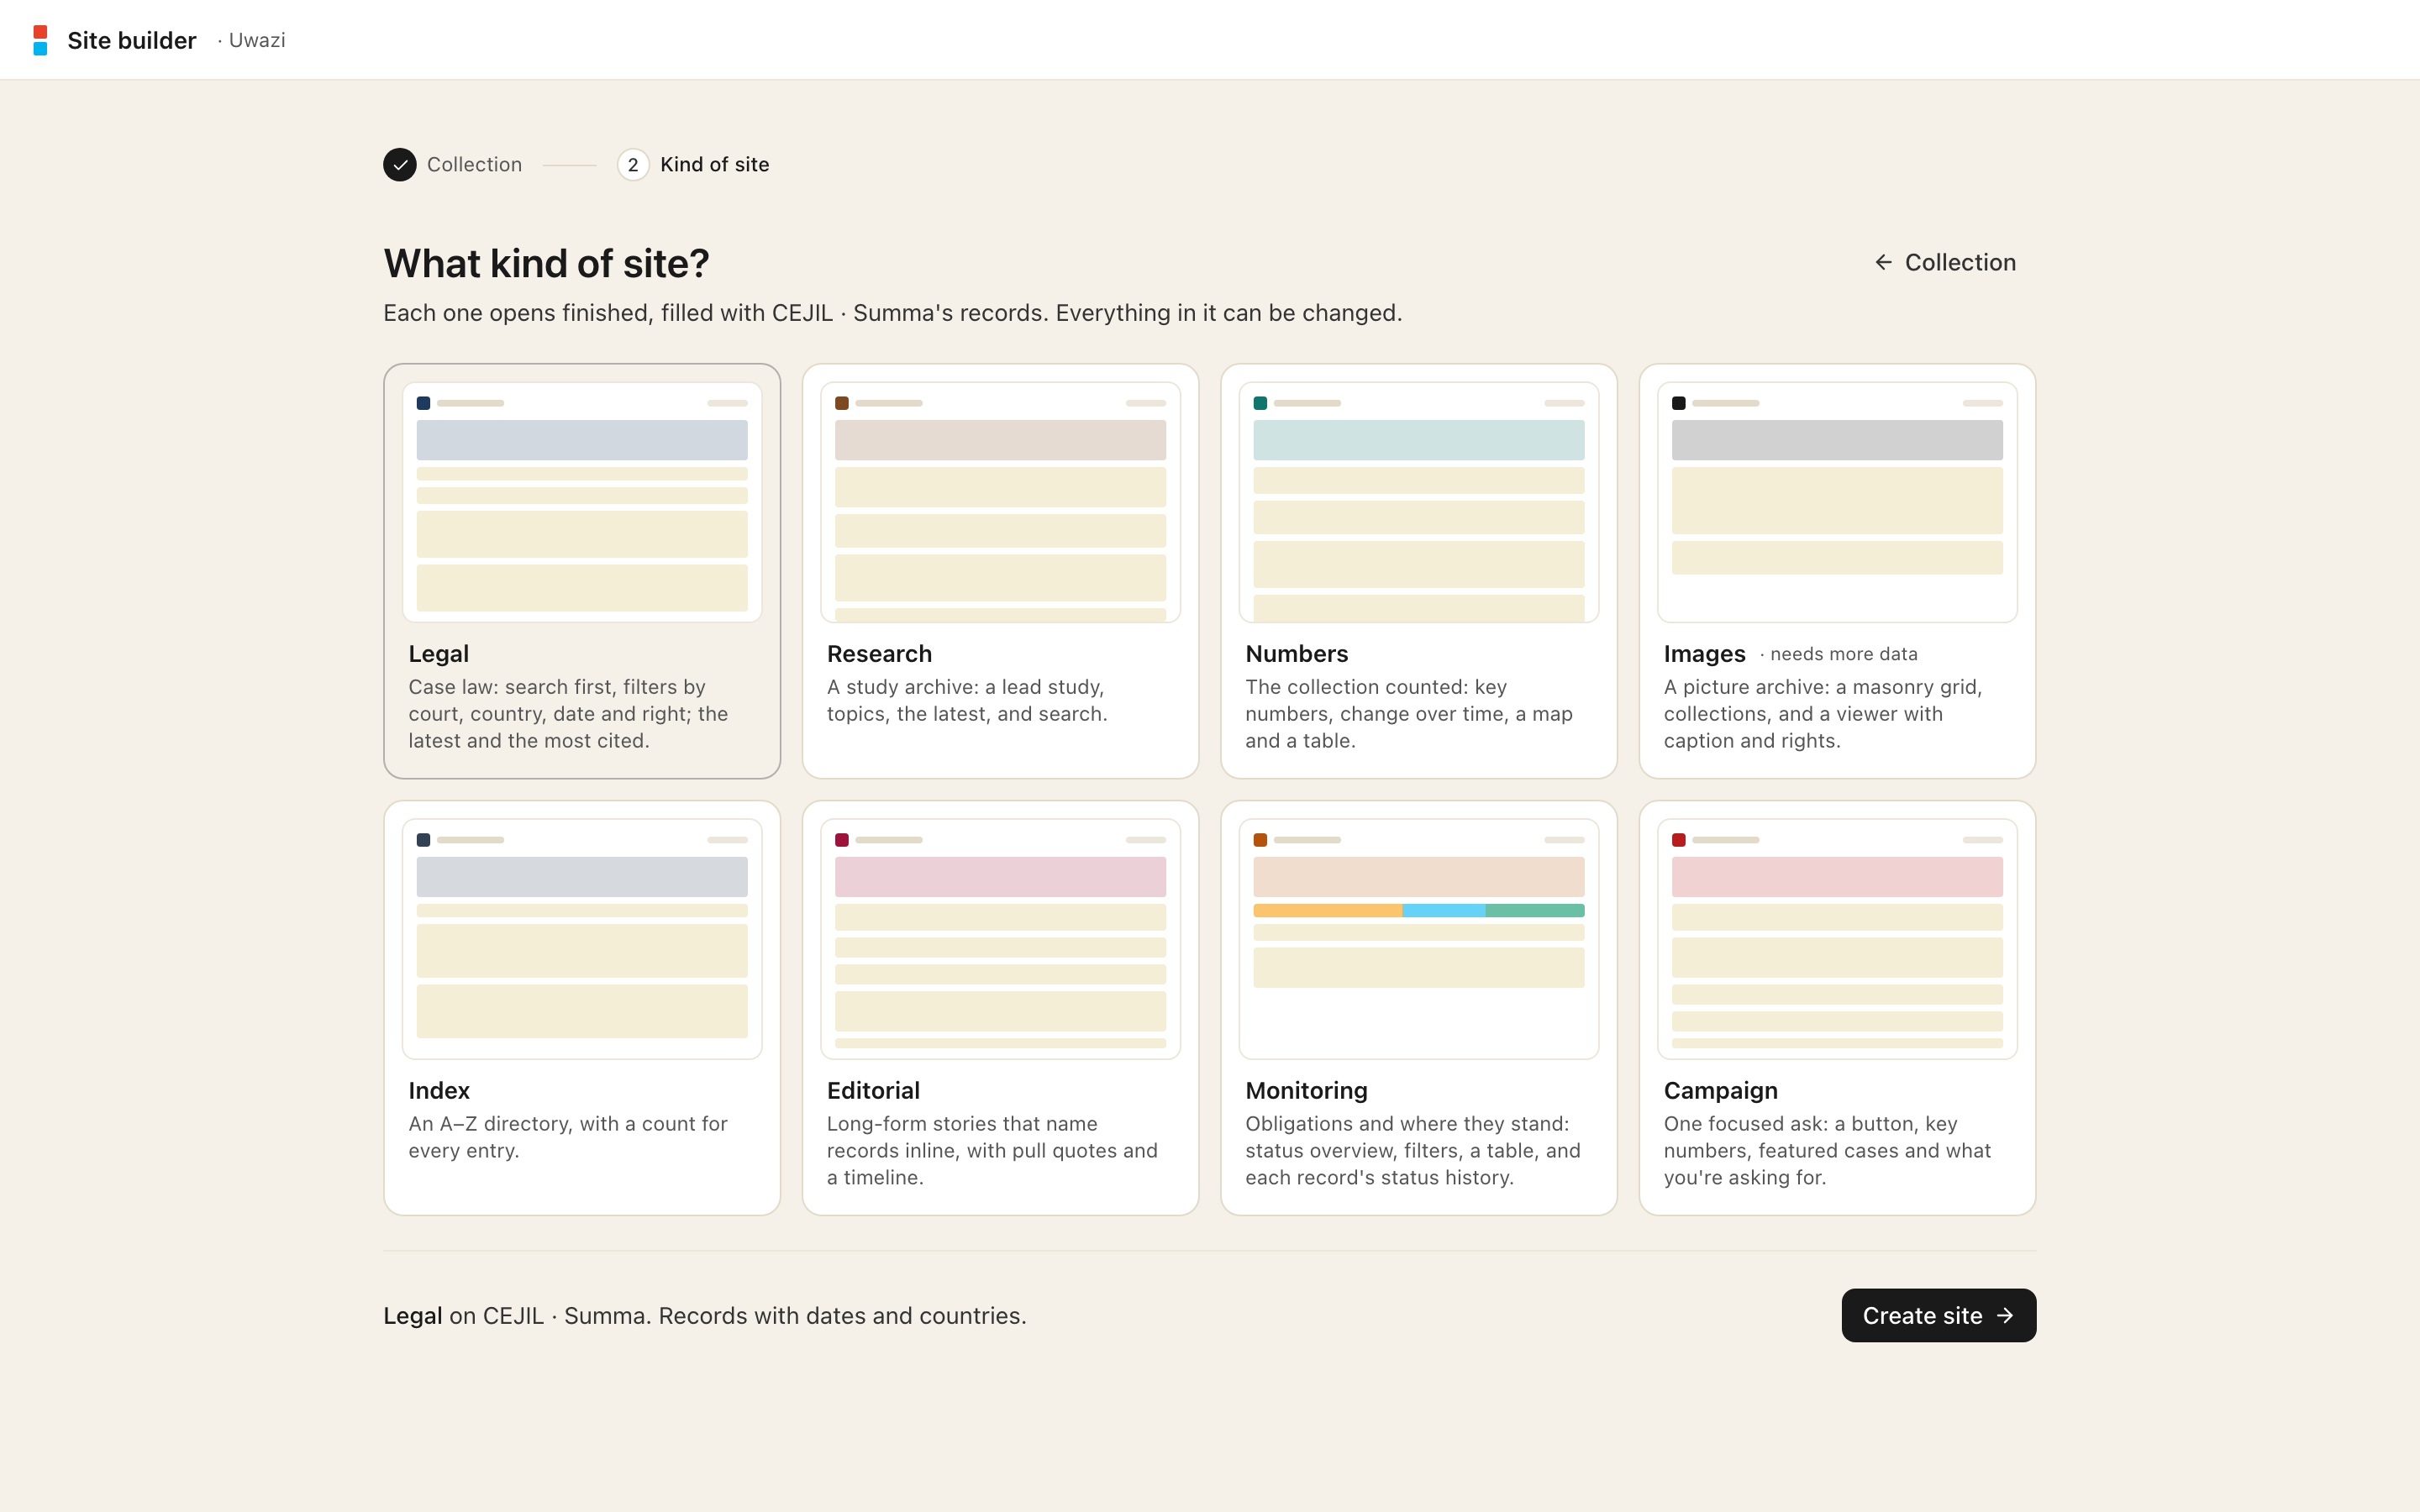 Site builder · Uwazi
Collection
2 Kind of site
What kind of site?
← Collection
Each one opens finished, filled with CEJIL · Summa's records. Everything in it can be changed.
Legal
Case law: search first, filters by
court, country, date and right; the
latest and the most cited.
Research
A study archive: a lead study,
topics, the latest, and search.
Numbers
The collection counted: key
numbers, change over time, a map
and a table.
Images · needs more data
A picture archive: a masonry grid,
collections, and a viewer with
caption and rights.
Index
An A–Z directory, with a count for
every entry.
Editorial
Long-form stories that name
records inline, with pull quotes and
a timeline.
Monitoring
Obligations and where they stand:
status overview, filters, a table, and
each record's status history.
Campaign
One focused ask: a button, key
numbers, featured cases and what
you're asking for.
Legal on CEJIL · Summa. Records with dates and countries.
Create site →